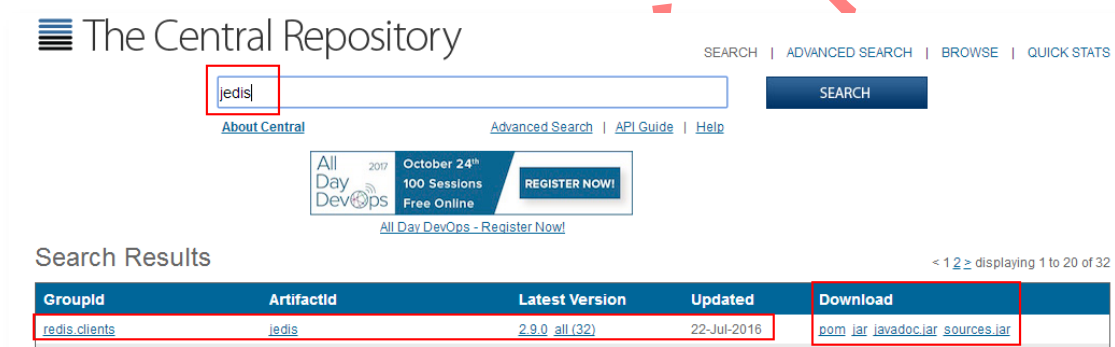 The Central Repository
SEARCH | ADVANCED SEARCH | BROWSE | QUICK STATS
jedis
SEARCH
About Central
Advanced Search | API Guide | Help
All Day DevOps 2017
October 24th
100 Sessions
Free Online
REGISTER NOW!
All Day DevOps - Register Now!
Search Results
< 1 2 > displaying 1 to 20 of 32
GroupId ArtifactId Latest Version Updated Download
redis.clients jedis 2.9.0 all (32) 22-Jul-2016 pom jar javadoc.jar sources.jar